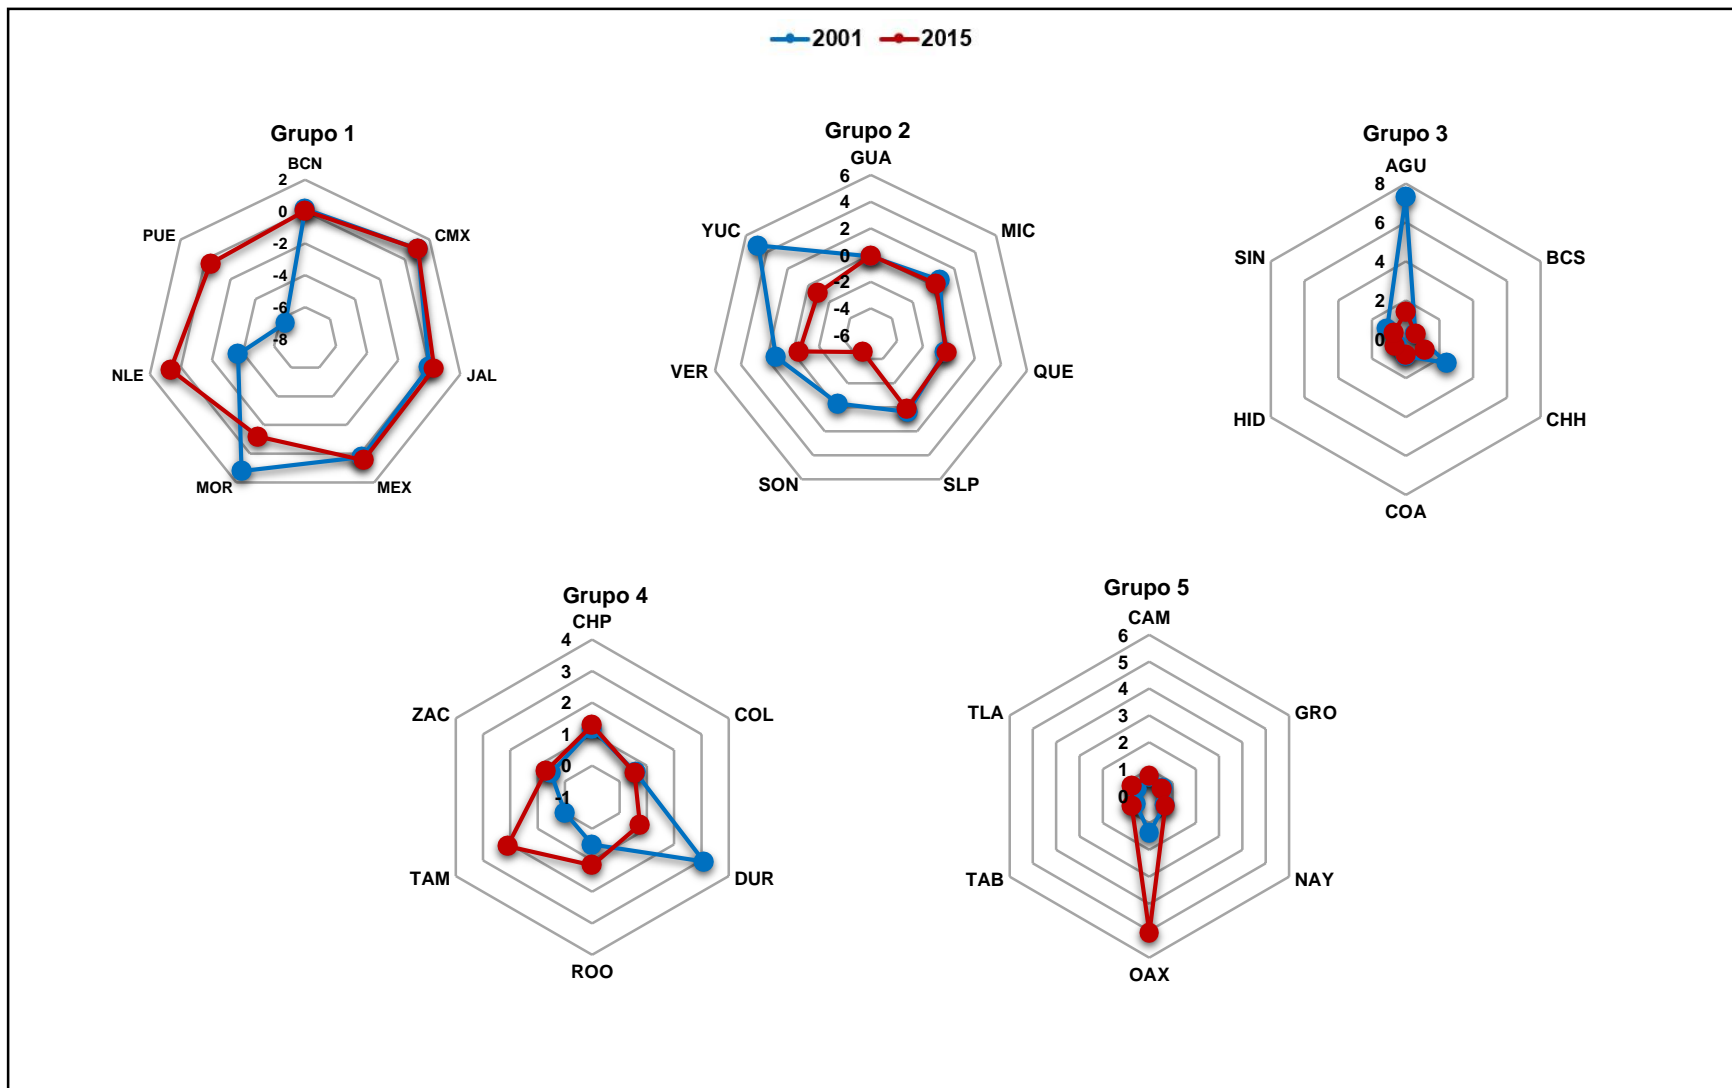 2001 2015
Grupo 1
BCN
CMX
JAL
MEX
MOR
NLE
PUE
2
0
-2
-4
-6
-8
Grupo 2
GUA
MIC
QUE
SLP
SON
VER
YUC
6
4
2
0
-2
-4
-6
Grupo 3
AGU
BCS
CHH
COA
HID
SIN
8
6
4
2
0
Grupo 4
CHP
COL
DUR
ROO
TAM
ZAC
4
3
2
1
0
-1
Grupo 5
CAM
GRO
NAY
OAX
TAB
TLA
6
5
4
3
2
1
0